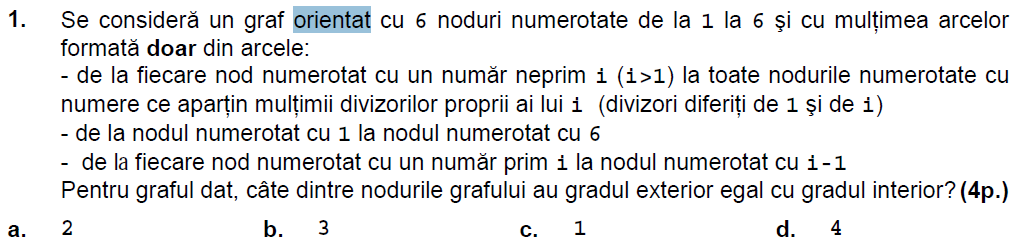 1. Se consideră un graf orientat cu 6 noduri numerotate de la 1 la 6 şi cu mulțimea arcelor
formată doar din arcele:
- de la fiecare nod numerotat cu un număr neprim i (i>1) la toate nodurile numerotate cu
numere ce aparțin mulțimii divizorilor proprii ai lui i (divizori diferiți de 1 şi de i)
- de la nodul numerotat cu 1 la nodul numerotat cu 6
- de la fiecare nod numerotat cu un număr prim i la nodul numerotat cu i-1
Pentru graful dat, câte dintre nodurile grafului au gradul exterior egal cu gradul interior? (4p.)
a. 2 b. 3 c. 1 d. 4